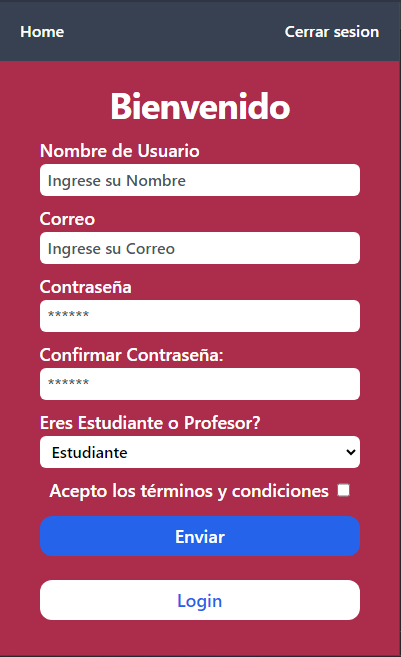 Home
Cerrar sesion
Bienvenido
Nombre de Usuario
Ingrese su Nombre
Correo
Ingrese su Correo
Contraseña
******
Confirmar Contraseña:
******
Eres Estudiante o Profesor?
Estudiante
Acepto los términos y condiciones
Enviar
Login